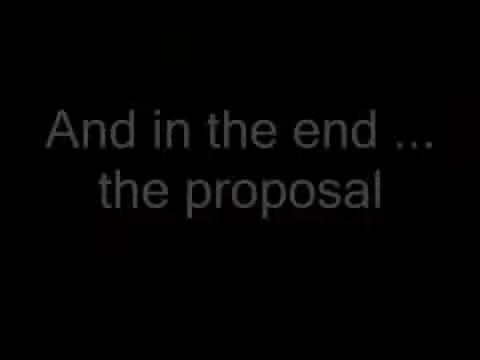 And in the end ...
the proposal